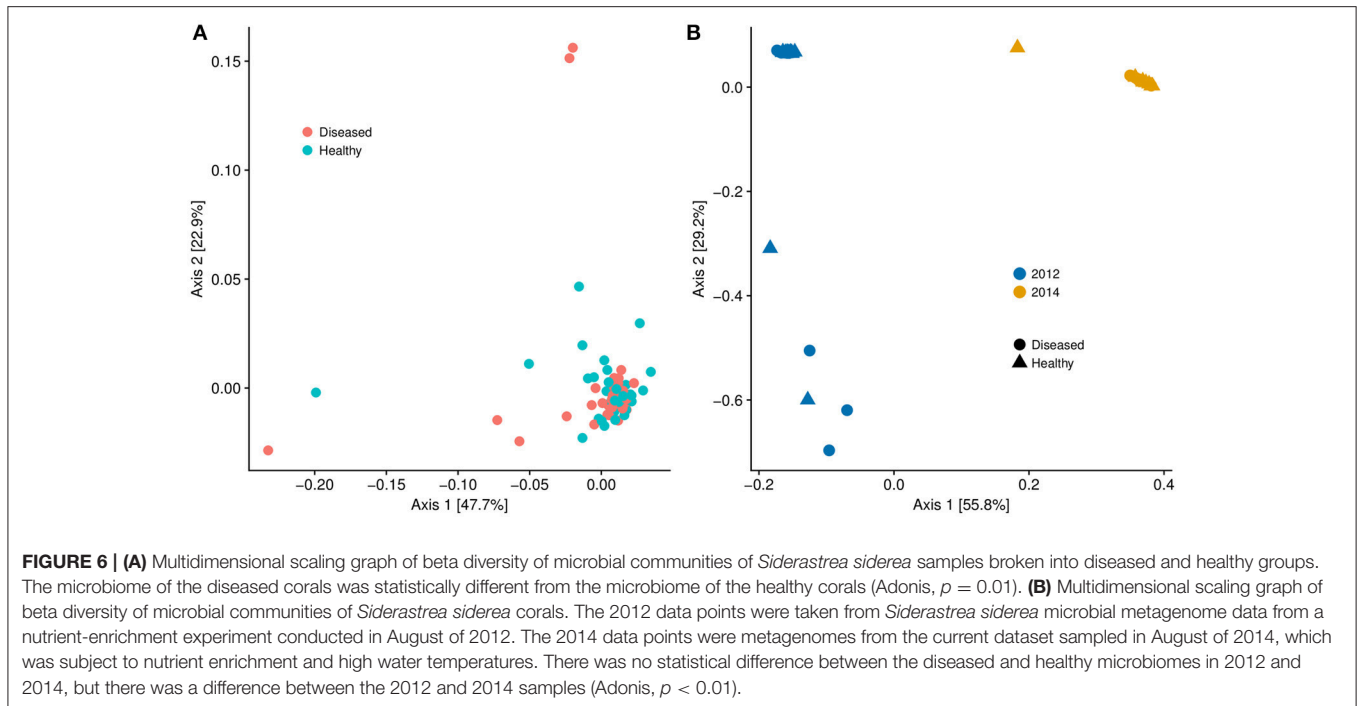 A
0.15
0.10
0.05
0.00
Axis 2 [22.9%]
Diseased
Healthy
−0.20
−0.15
−0.10
−0.05
0.00
Axis 1 [47.7%]
B
0.0
−0.2
−0.4
−0.6
Axis 2 [29.2%]
2012
2014
Diseased
Healthy
−0.2
0.0
0.2
0.4
Axis 1 [55.8%]
FIGURE 6 | (A) Multidimensional scaling graph of beta diversity of microbial communities of Siderastrea siderea samples broken into diseased and healthy groups.
The microbiome of the diseased corals was statistically different from the microbiome of the healthy corals (Adonis, p = 0.01). (B) Multidimensional scaling graph of
beta diversity of microbial communities of Siderastrea siderea corals. The 2012 data points were taken from Siderastrea siderea microbial metagenome data from a
nutrient-enrichment experiment conducted in August of 2012. The 2014 data points were metagenomes from the current dataset sampled in August of 2014, which
was subject to nutrient enrichment and high water temperatures. There was no statistical difference between the diseased and healthy microbiomes in 2012 and
2014, but there was a difference between the 2012 and 2014 samples (Adonis, p < 0.01).